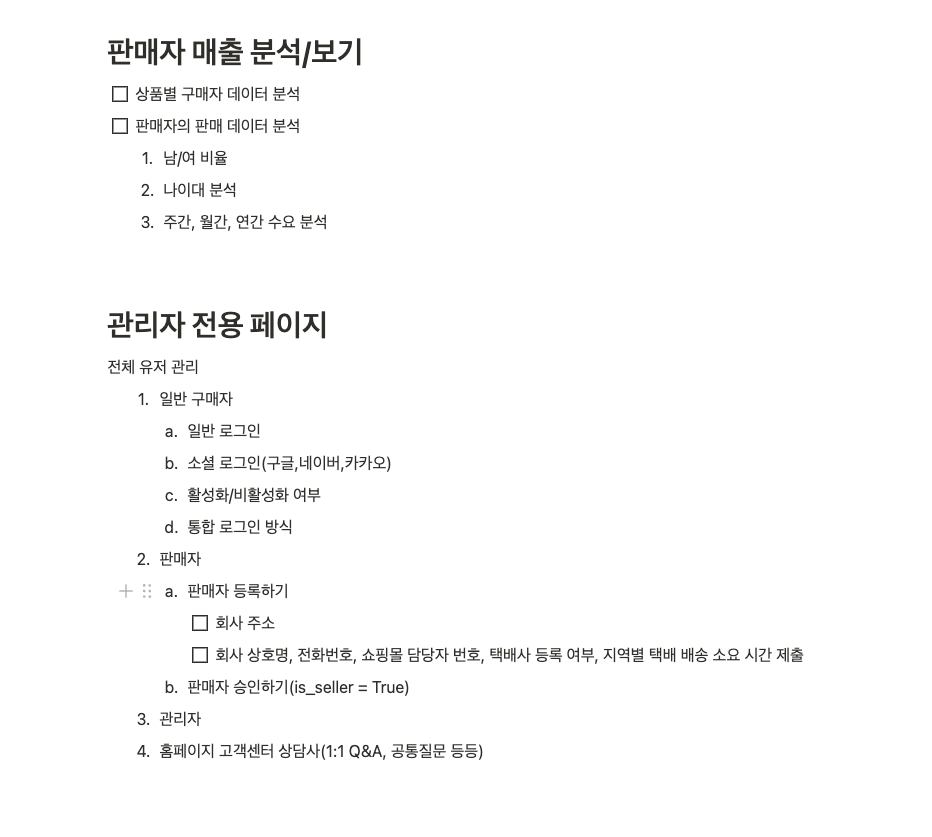 판매자 매출 분석/보기
상품별 구매자 데이터 분석
판매자의 판매 데이터 분석
1. 남/여 비율
2. 나이대 분석
3. 주간, 월간, 연간 수요 분석
관리자 전용 페이지
전체 유저 관리
1. 일반 구매자
a. 일반 로그인
b. 소셜 로그인(구글,네이버,카카오)
c. 활성화/비활성화 여부
d. 통합 로그인 방식
2. 판매자
a. 판매자 등록하기
회사 주소
회사 상호명, 전화번호, 쇼핑몰 담당자 번호, 택배사 등록 여부, 지역별 택배 배송 소요 시간 제출
b. 판매자 승인하기(is_seller = True)
3. 관리자
4. 홈페이지 고객센터 상담사(1:1 Q&A, 공통질문 등등)